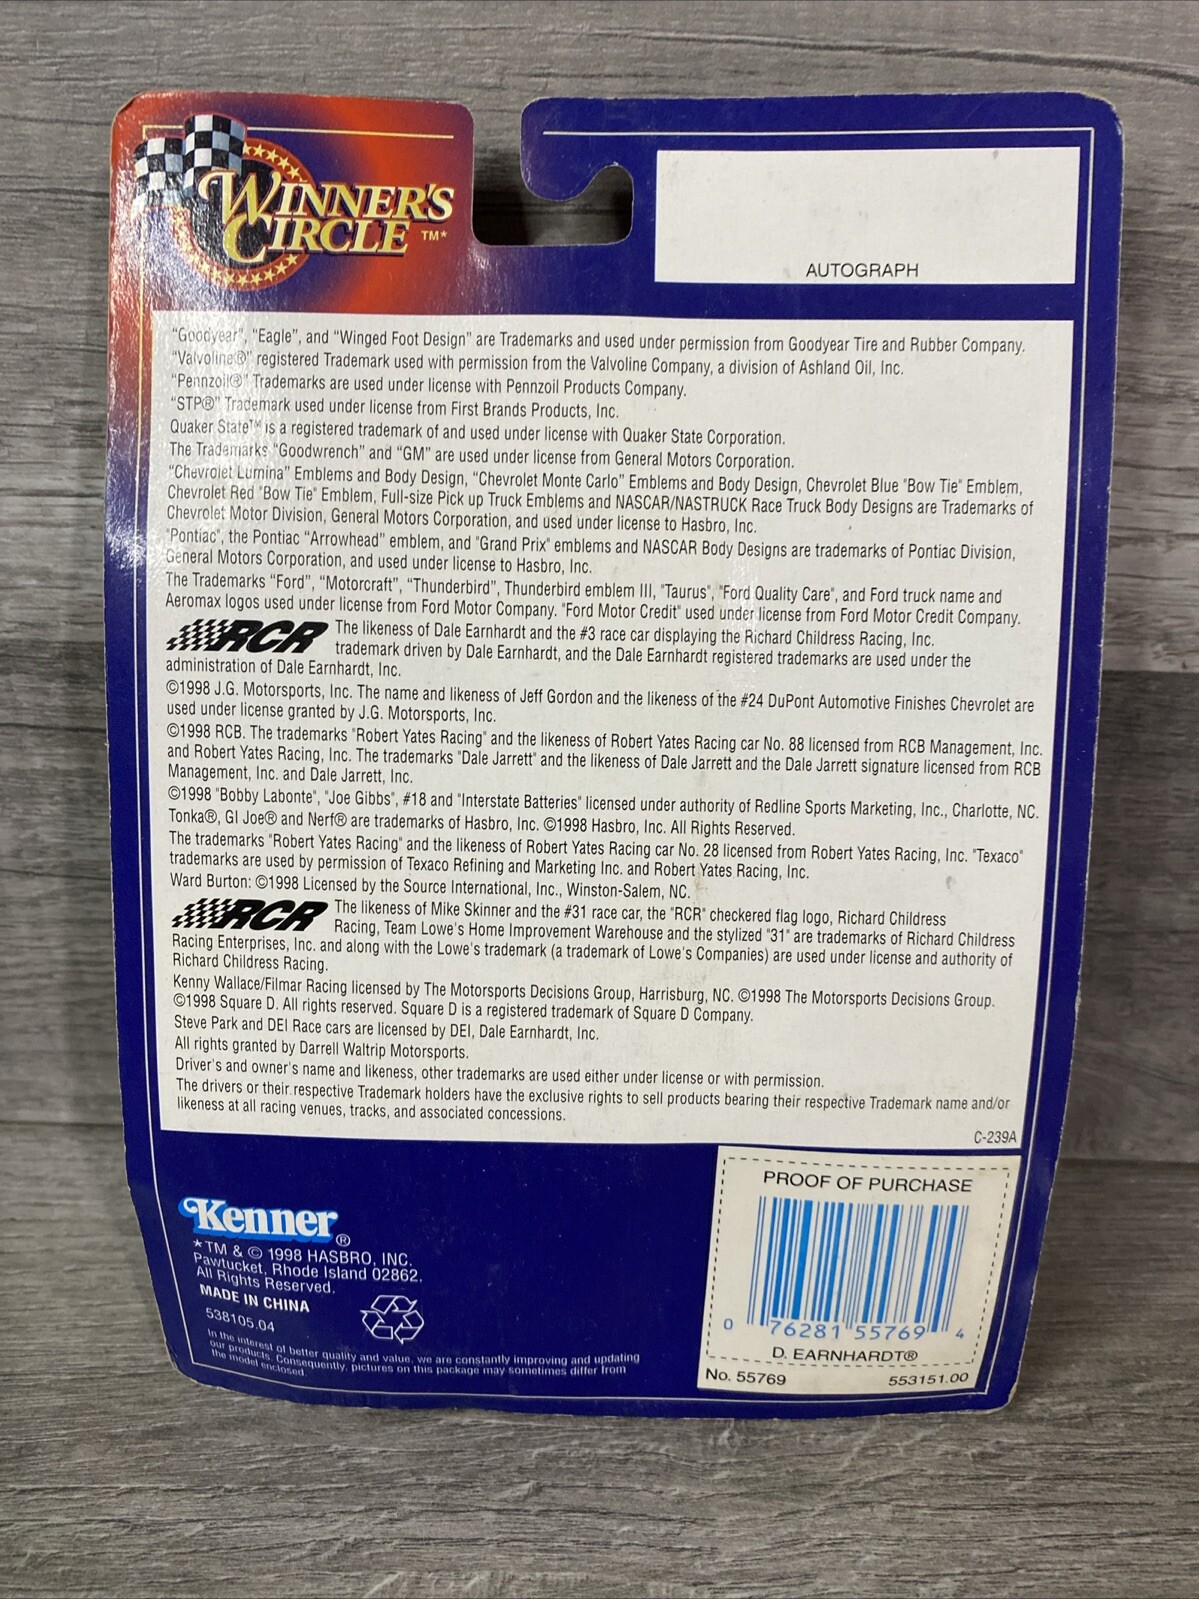 WINNER'S
CIRCLE TM*
AUTOGRAPH
"Goodyear", "Eagle", and "Winged Foot Design" are Trademarks and used under permission from Goodyear Tire and Rubber Company.
"Valvoline®" registered Trademark used with permission from the Valvoline Company, a division of Ashland Oil, Inc.
"Pennzoil®" Trademarks are used under license with Pennzoil Products Company.
"STP®" Trademark used under license from First Brands Products, Inc.
Quaker State™ is a registered trademark of and used under license with Quaker State Corporation.
The Trademarks "Goodwrench" and "GM" are used under license from General Motors Corporation.
"Chevrolet Lumina" Emblems and Body Design, "Chevrolet Monte Carlo" Emblems and Body Design, Chevrolet Blue "Bow Tie" Emblem,
Chevrolet Red "Bow Tie" Emblem, Full-size Pick up Truck Emblems and NASCAR/NASTRUCK Race Truck Body Designs are Trademarks of
Chevrolet Motor Division, General Motors Corporation, and used under license to Hasbro, Inc.
"Pontiac", the Pontiac "Arrowhead" emblem, and "Grand Prix" emblems and NASCAR Body Designs are trademarks of Pontiac Division,
General Motors Corporation, and used under license to Hasbro, Inc.
The Trademarks "Ford", "Motorcraft", "Thunderbird", Thunderbird emblem III, "Taurus", "Ford Quality Care", and Ford truck name and
Aeromax logos used under license from Ford Motor Company. "Ford Motor Credit" used under license from Ford Motor Credit Company.
RCR The likeness of Dale Earnhardt and the #3 race car displaying the Richard Childress Racing, Inc.
trademark driven by Dale Earnhardt, and the Dale Earnhardt registered trademarks are used under the
administration of Dale Earnhardt, Inc.
©1998 J.G. Motorsports, Inc. The name and likeness of Jeff Gordon and the likeness of the #24 DuPont Automotive Finishes Chevrolet are
used under license granted by J.G. Motorsports, Inc.
©1998 RCB. The trademarks "Robert Yates Racing" and the likeness of Robert Yates Racing car No. 88 licensed from RCB Management, Inc.
and Robert Yates Racing, Inc. The trademarks "Dale Jarrett" and the likeness of Dale Jarrett and the Dale Jarrett signature licensed from RCB
Management, Inc. and Dale Jarrett, Inc.
©1998 "Bobby Labonte", "Joe Gibbs", #18 and "Interstate Batteries" licensed under authority of Redline Sports Marketing, Inc., Charlotte, NC.
Tonka®, GI Joe® and Nerf® are trademarks of Hasbro, Inc. ©1998 Hasbro, Inc. All Rights Reserved.
The trademarks "Robert Yates Racing" and the likeness of Robert Yates Racing car No. 28 licensed from Robert Yates Racing, Inc. "Texaco"
trademarks are used by permission of Texaco Refining and Marketing Inc. and Robert Yates Racing, Inc.
Ward Burton: ©1998 Licensed by the Source International, Inc., Winston-Salem, NC.
RCR The likeness of Mike Skinner and the #31 race car, the "RCR" checkered flag logo, Richard Childress
Racing, Team Lowe's Home Improvement Warehouse and the stylized "31" are trademarks of Richard Childress
Racing Enterprises, Inc. and along with the Lowe's trademark (a trademark of Lowe's Companies) are used under license and authority of
Richard Childress Racing.
Kenny Wallace/Filmar Racing licensed by The Motorsports Decisions Group, Harrisburg, NC. ©1998 The Motorsports Decisions Group.
©1998 Square D. All rights reserved. Square D is a registered trademark of Square D Company.
Steve Park and DEI Race cars are licensed by DEI, Dale Earnhardt, Inc.
All rights granted by Darrell Waltrip Motorsports.
Driver's and owner's name and likeness, other trademarks are used either under license or with permission.
The drivers or their respective Trademark holders have the exclusive rights to sell products bearing their respective Trademark name and/or
likeness at all racing venues, tracks, and associated concessions.
C-239A
Kenner®
*TM & © 1998 HASBRO, INC.
Pawtucket, Rhode Island 02862.
All Rights Reserved.
MADE IN CHINA
538105.04
In the interest of better quality and value, we are constantly improving and updating
our products. Consequently, pictures on this package may sometimes differ from
the model enclosed.
PROOF OF PURCHASE
0 76281 55769 4
D. EARNHARDT®
No. 55769 553151.00